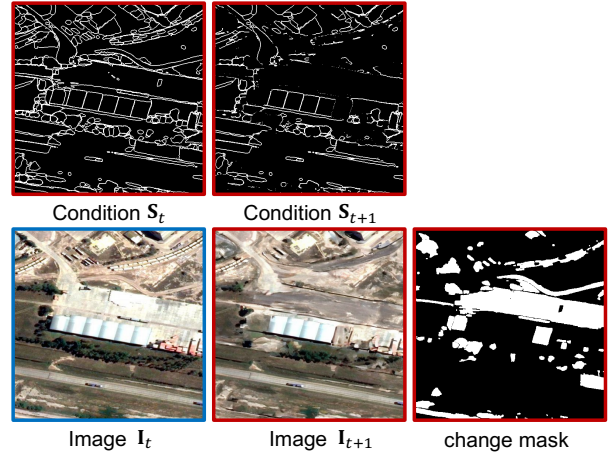 Condition S_t
Condition S_{t+1}
Image I_t
Image I_{t+1}
change mask